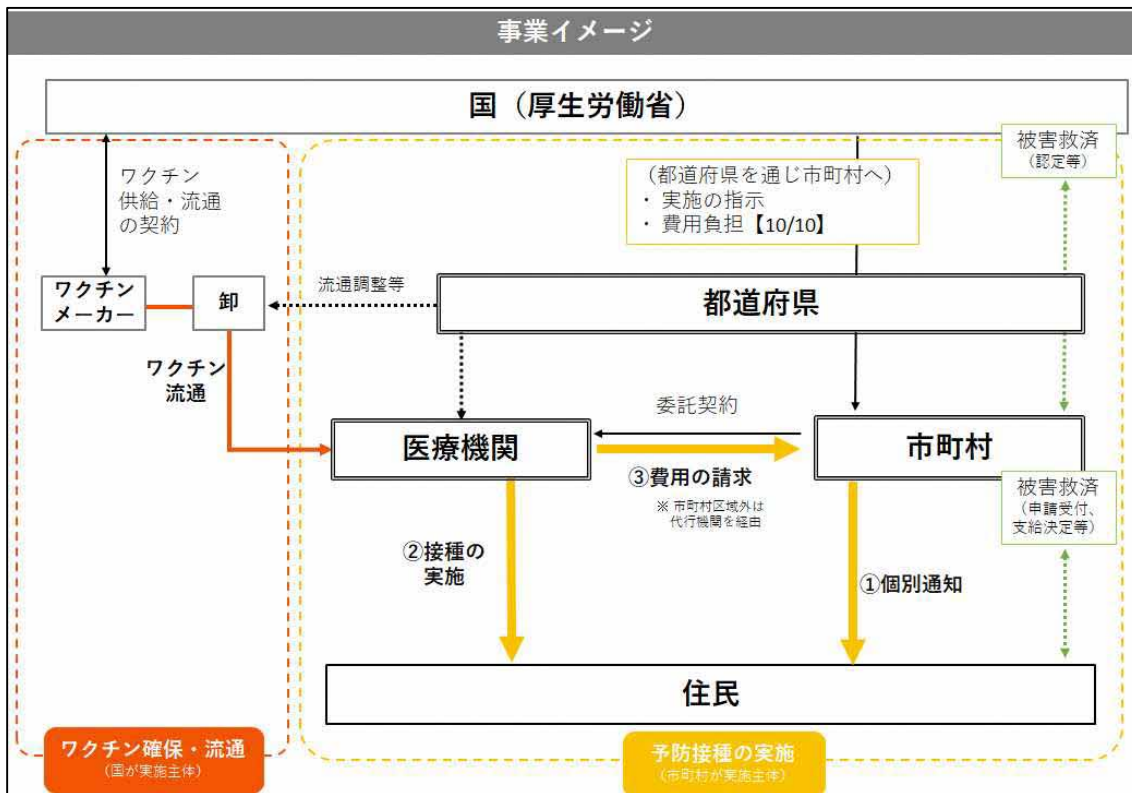 事業イメージ
国（厚生労働省）
被害救済
（認定等）
ワクチン
供給・流通
の契約
（都道府県を通じ市町村へ）
・ 実施の指示
・ 費用負担【10/10】
ワクチン
メーカー
卸
流通調整等
都道府県
ワクチン
流通
委託契約
医療機関
市町村
③費用の請求
※ 市町村区域外は
代行機関を経由
被害救済
（申請受付、
支給決定等）
②接種の
実施
①個別通知
住民
ワクチン確保・流通
（国が実施主体）
予防接種の実施
（市町村が実施主体）